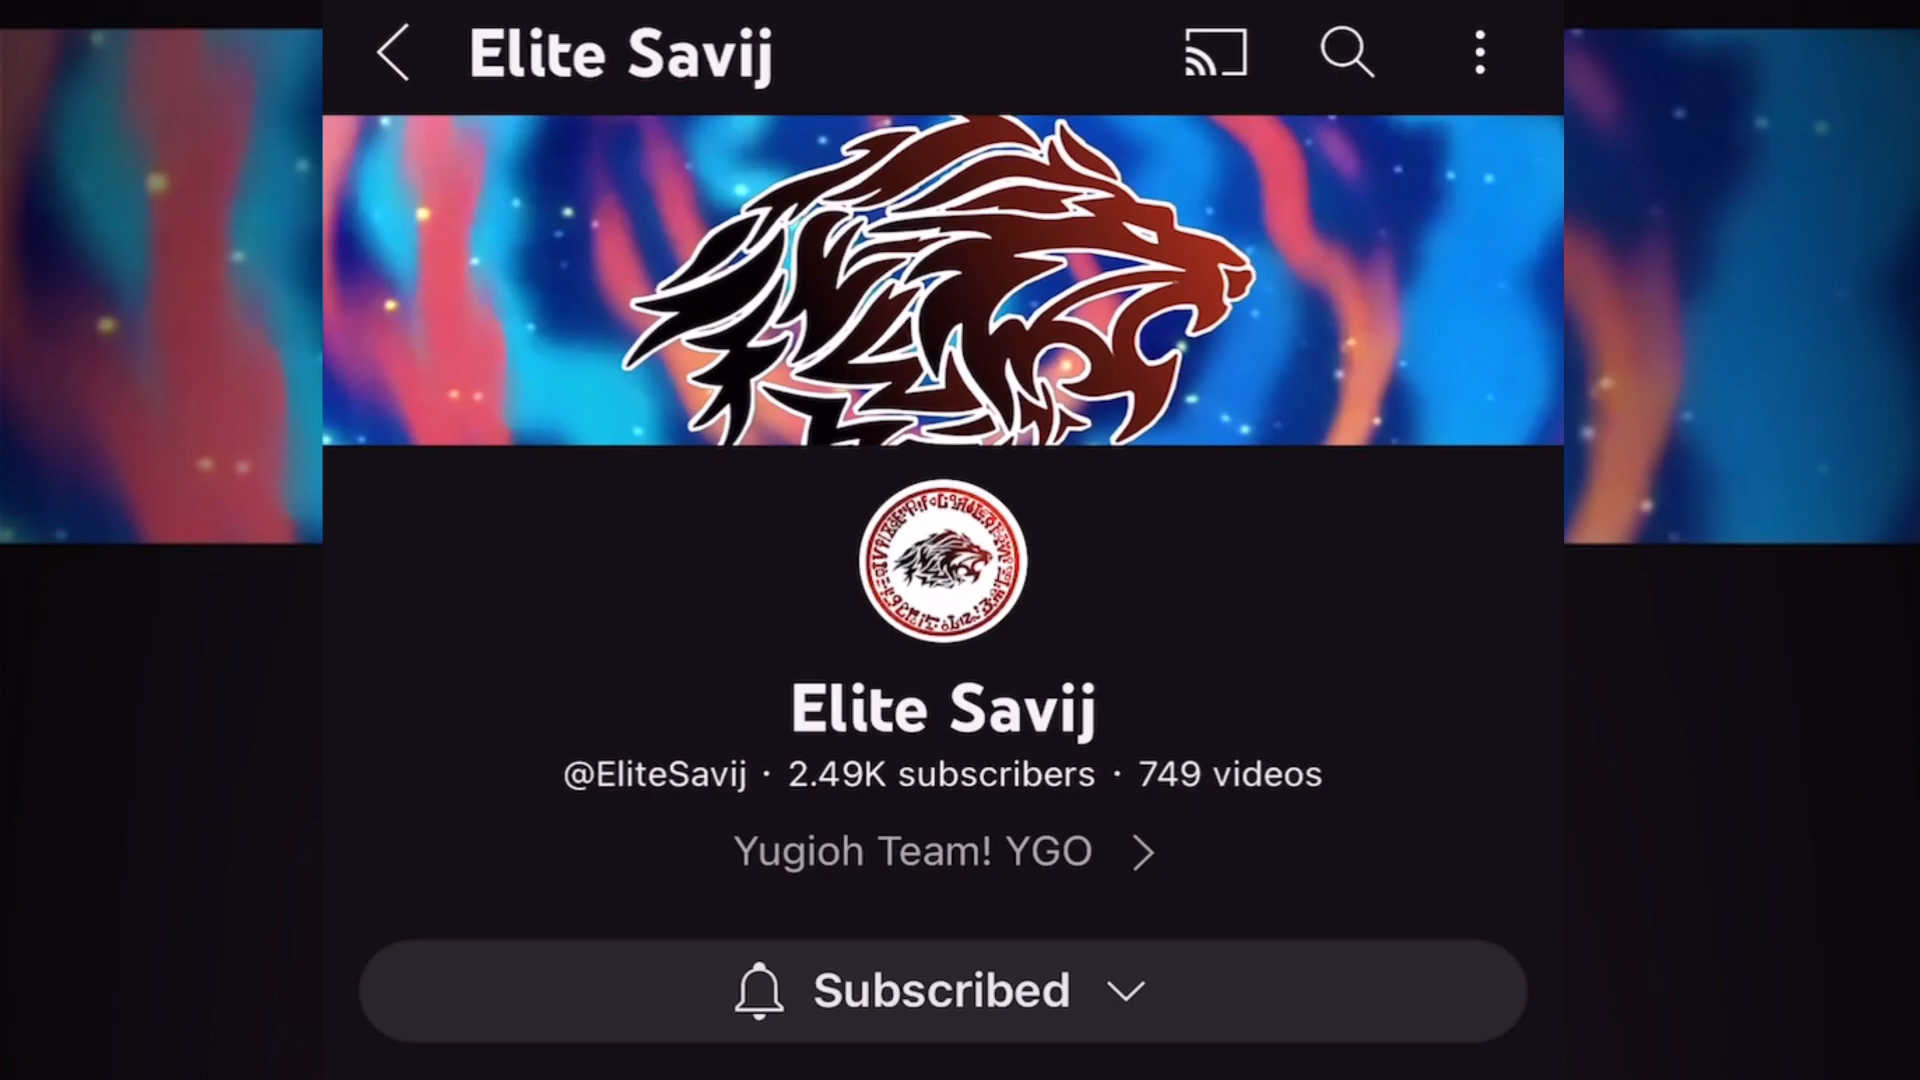 Elite Savij
Elite Savij
@EliteSavij · 2.49K subscribers · 749 videos
Yugioh Team! YGO
Subscribed